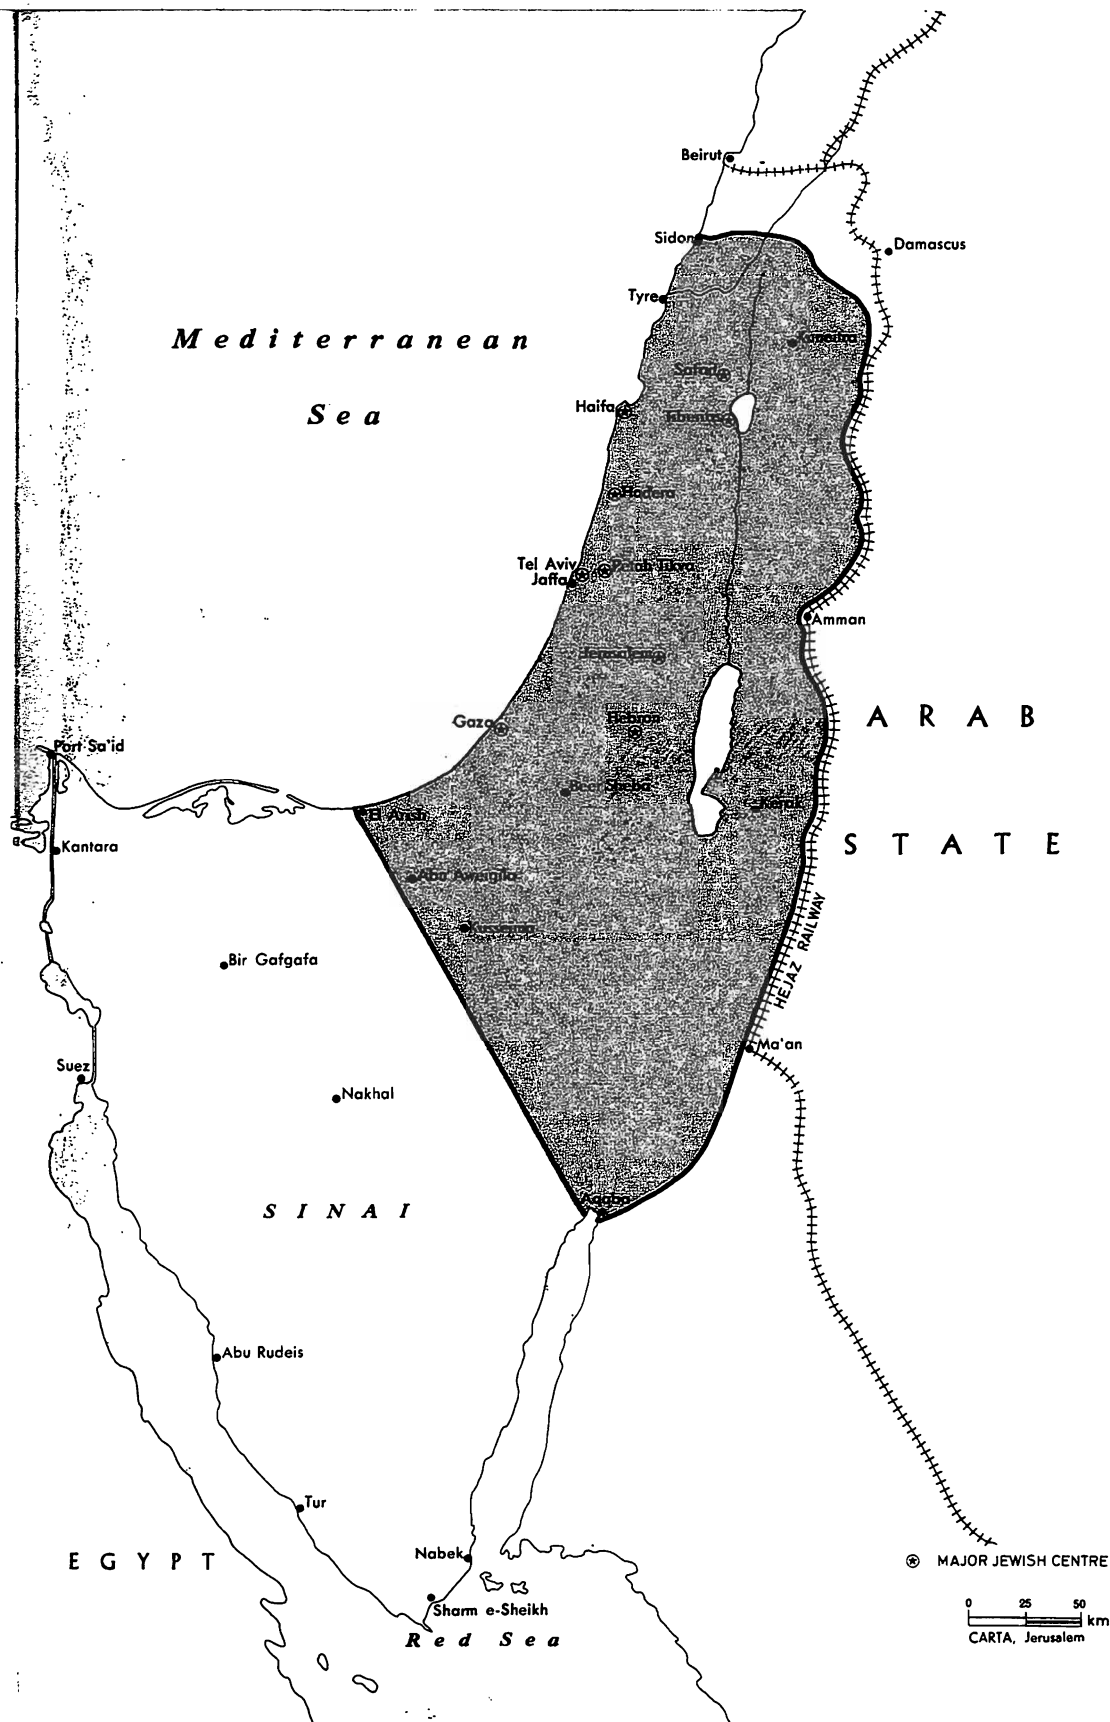 Beirut
Sidon
Damascus
Tyre
Mediterranean
Sea
Kuneitra
Safad
Haifa
Tiberias
Hadera
Tel Aviv
Jaffa
Petah Tikva
Amman
Jerusalem
ARAB
Gaza
Hebron
Port Sa'id
Beer Sheba
Kerak
El Arish
STATE
Kantara
Abu Aweigila
HEJAZ RAILWAY
Kusseima
Bir Gafgafa
Ma'an
Suez
Nakhal
SINAI
Aqaba
Abu Rudeis
Tur
EGYPT
Nabek
MAJOR JEWISH CENTRE
Sharm e-Sheikh
0 25 50 km
CARTA, Jerusalem
Red Sea